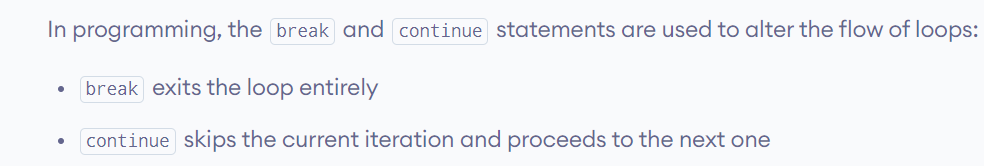 In programming, the break and continue statements are used to alter the flow of loops:
• break exits the loop entirely
• continue skips the current iteration and proceeds to the next one